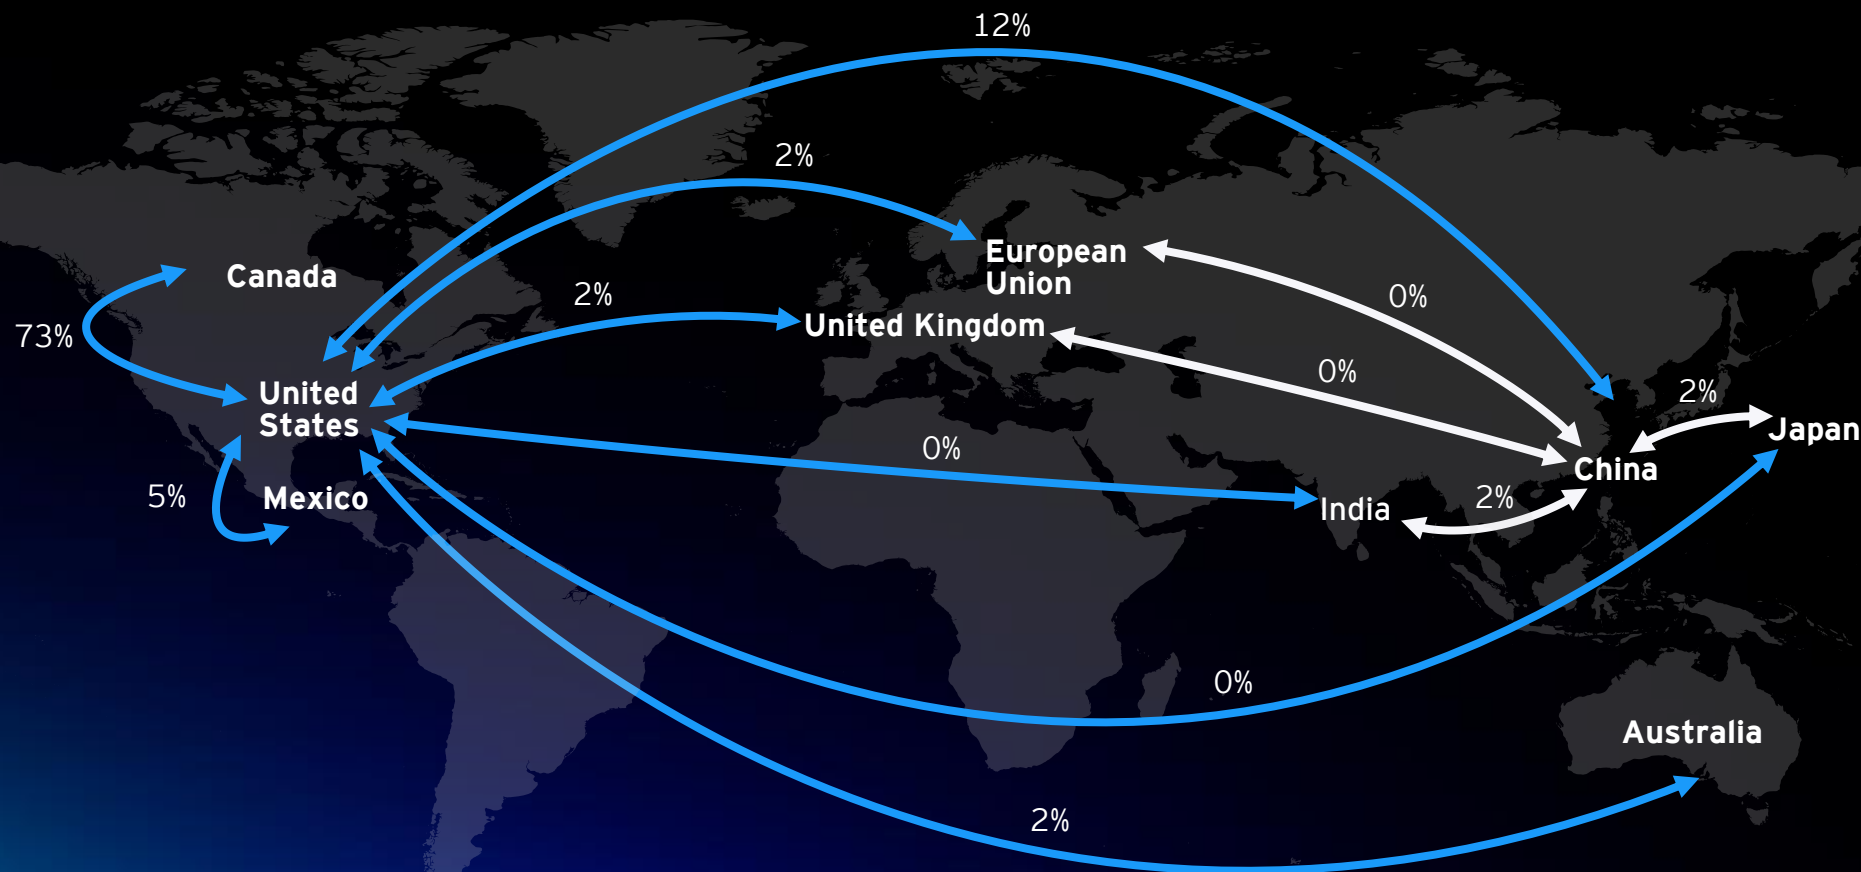 12%
2%
European
Union
Canada
2%
0%
United Kingdom
73%
0%
United
States
2%
Japan
0%
China
5%
Mexico
2%
India
0%
Australia
2%